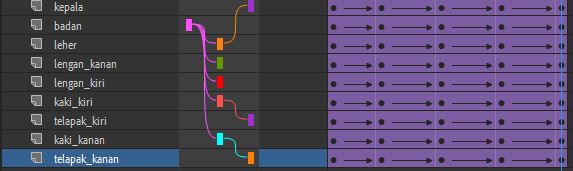 kepala
badan
leher
lengan_kanan
lengan_kiri
kaki_kiri
telapak_kiri
kaki_kanan
telapak_kanan